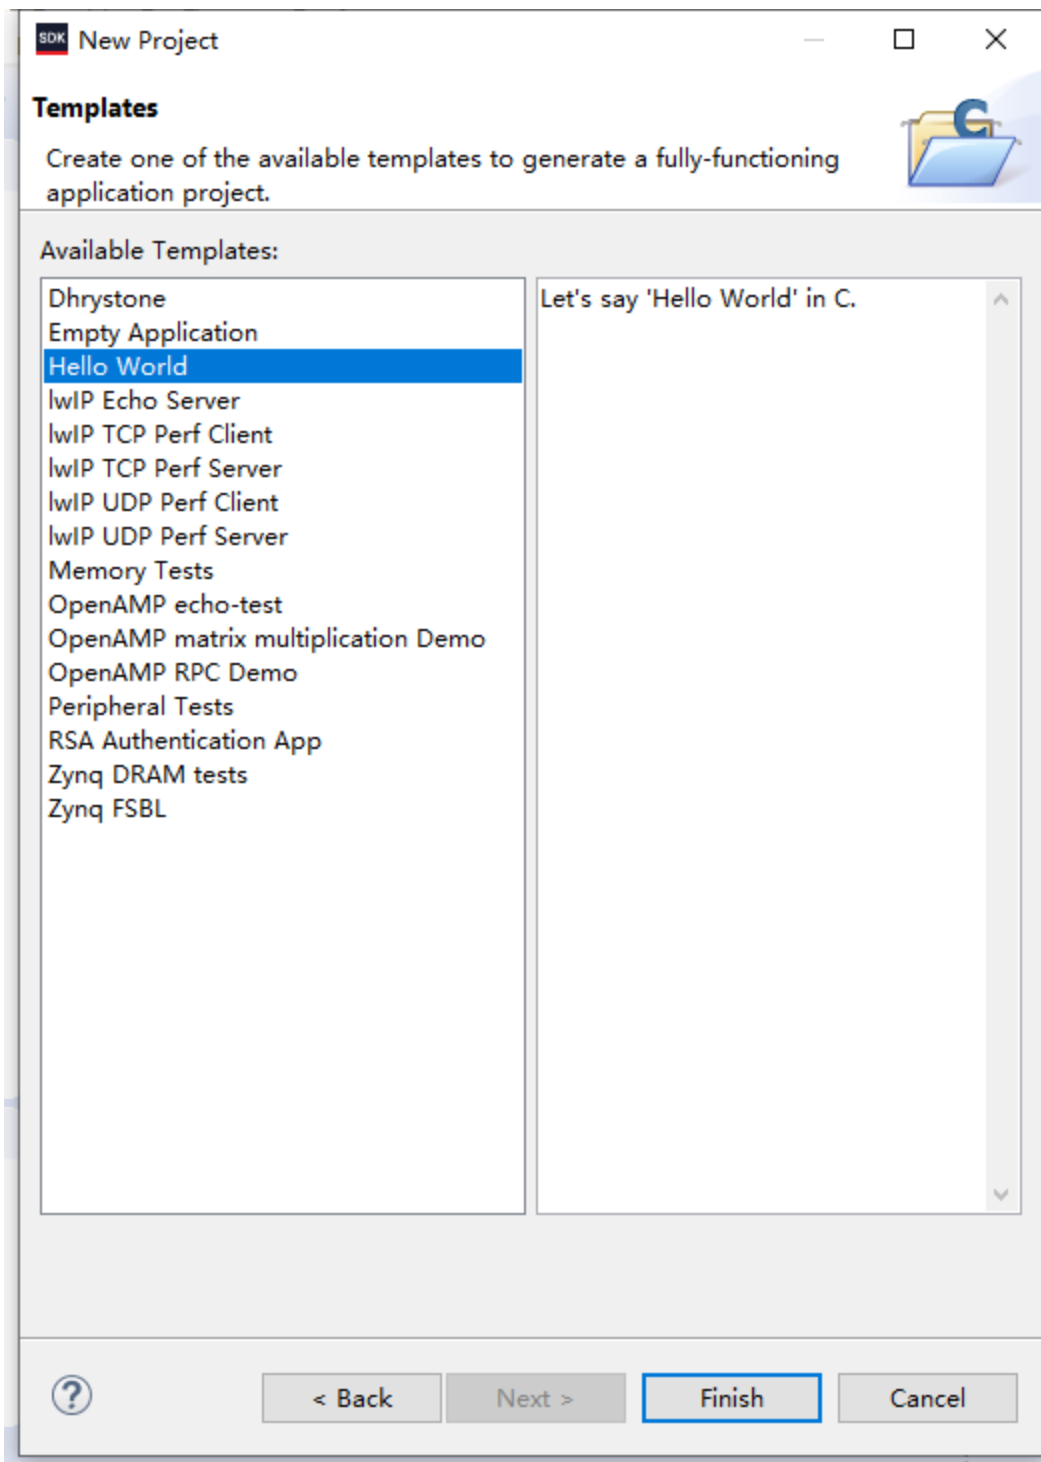 SDK New Project
Templates
Create one of the available templates to generate a fully-functioning
application project.
Available Templates:
Dhrystone
Empty Application
Hello World
lwIP Echo Server
lwIP TCP Perf Client
lwIP TCP Perf Server
lwIP UDP Perf Client
lwIP UDP Perf Server
Memory Tests
OpenAMP echo-test
OpenAMP matrix multiplication Demo
OpenAMP RPC Demo
Peripheral Tests
RSA Authentication App
Zynq DRAM tests
Zynq FSBL
Let's say 'Hello World' in C.
< Back
Next >
Finish
Cancel